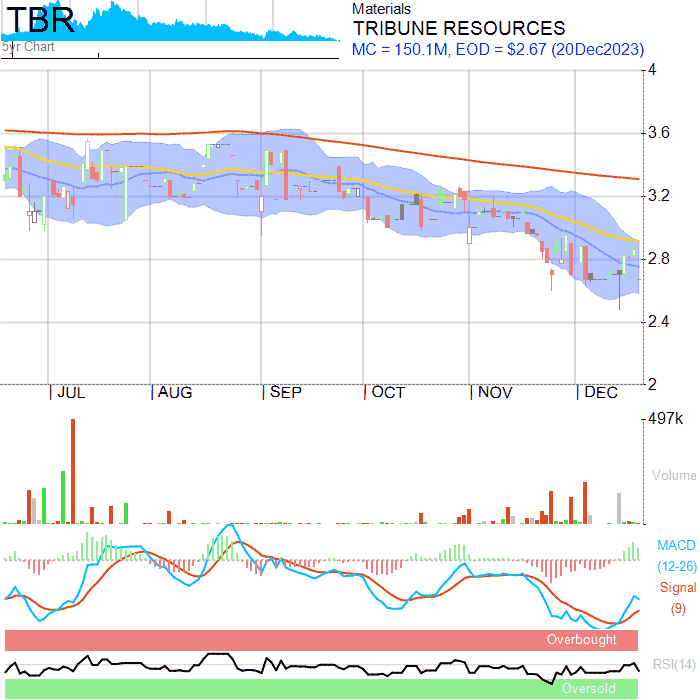 TBR
5yr Chart
Materials
TRIBUNE RESOURCES
MC = 150.1M, EOD = $2.67 (20Dec2023)
4
3.6
3.2
2.8
2.4
2
JUL
AUG
SEP
OCT
NOV
DEC
497k
Volume
MACD
(12-26)
Signal
(9)
Overbought
RSI(14)
Oversold